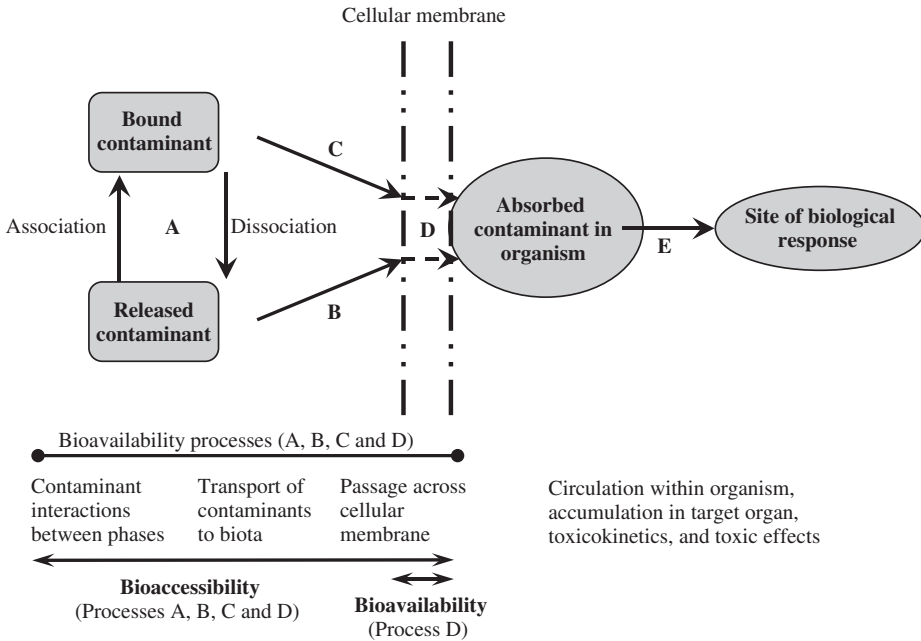 Cellular membrane
Bound
contaminant
C
Association
A
Dissociation
D
Absorbed
contaminant in
organism
E
Site of biological
response
Released
contaminant
B
Bioavailability processes (A, B, C and D)
Contaminant
interactions
between phases
Transport of
contaminants
to biota
Passage across
cellular
membrane
Circulation within organism,
accumulation in target organ,
toxicokinetics, and toxic effects
Bioaccessibility
(Processes A, B, C and D)
Bioavailability
(Process D)